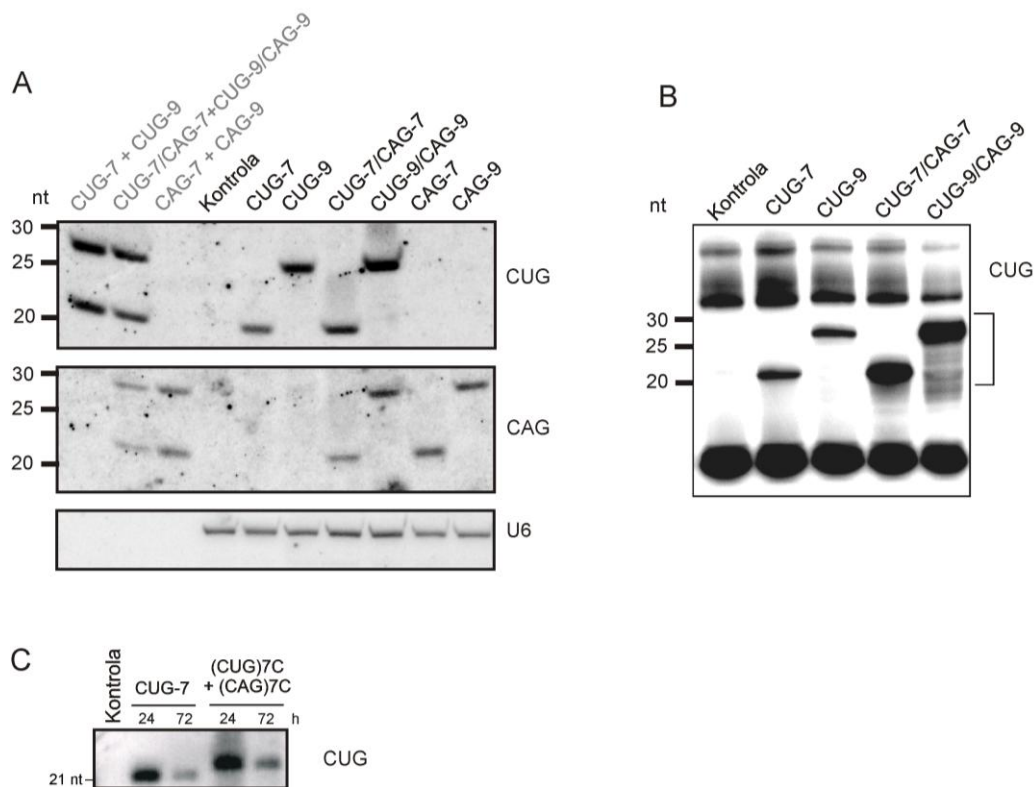 A
CUG-7 + CUG-9
CUG-7/CAG-7+CUG-9/CAG-9
CAG-7 + CAG-9
Kontrola
CUG-7
CUG-9
CUG-7/CAG-7
CUG-9/CAG-9
CAG-7
CAG-9
nt
30
25
20
CUG
30
25
20
CAG
U6
B
Kontrola
CUG-7
CUG-9
CUG-7/CAG-7
CUG-9/CAG-9
nt
CUG
30
25
20
C
Kontrola
CUG-7
(CUG)7C
+ (CAG)7C
24 72 24 72 h
CUG
21 nt